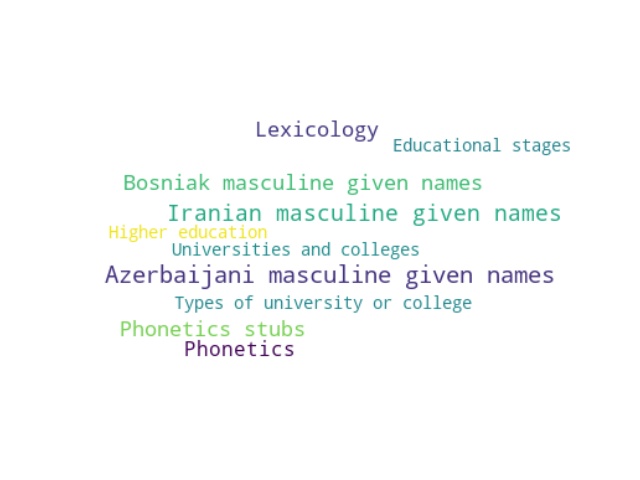 Lexicology
Educational stages
Bosniak masculine given names
Iranian masculine given names
Higher education
Universities and colleges
Azerbaijani masculine given names
Types of university or college
Phonetics stubs
Phonetics